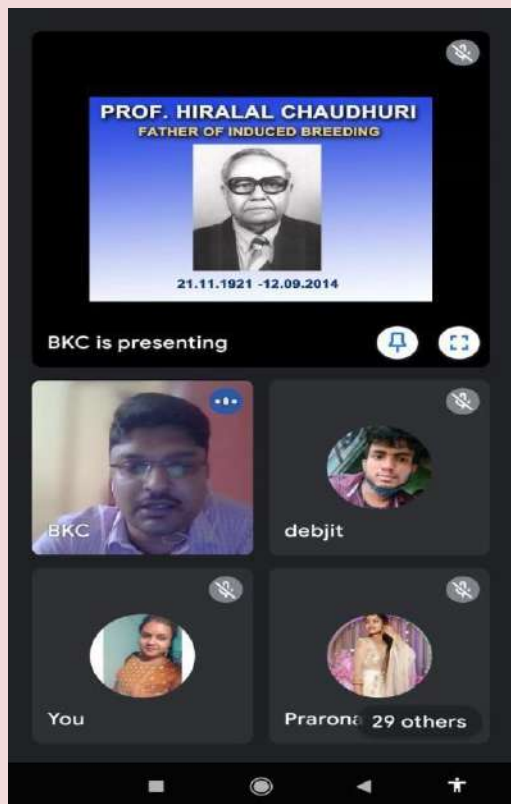 PROF. HIRALAL CHAUDHURI
FATHER OF INDUCED BREEDING
21.11.1921 -12.09.2014
BKC is presenting
BKC
debjit
You
Prarona
29 others